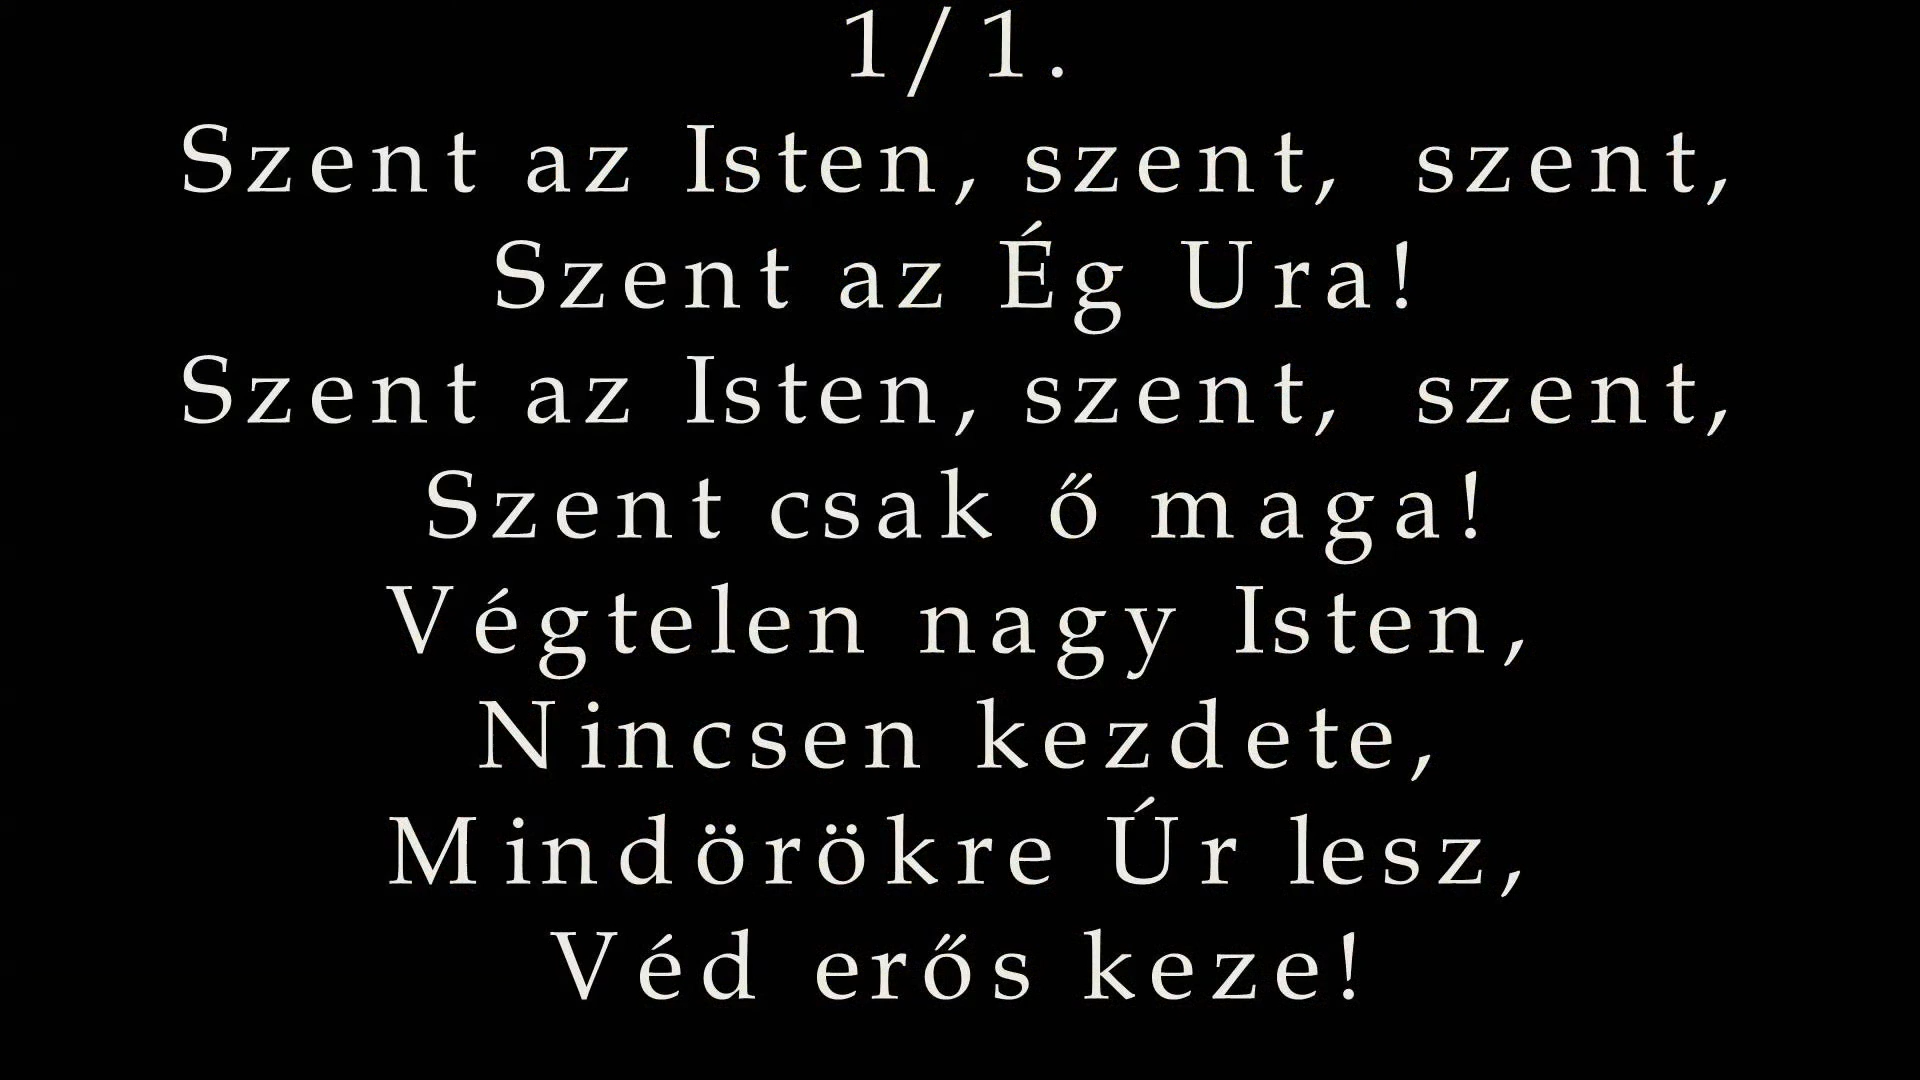 1/1.
Szent az Isten, szent, szent,
Szent az Ég Ura!
Szent az Isten, szent, szent,
Szent csak ő maga!
Végtelen nagy Isten,
Nincsen kezdete,
Mindörökre Úr lesz,
Véd erős keze!